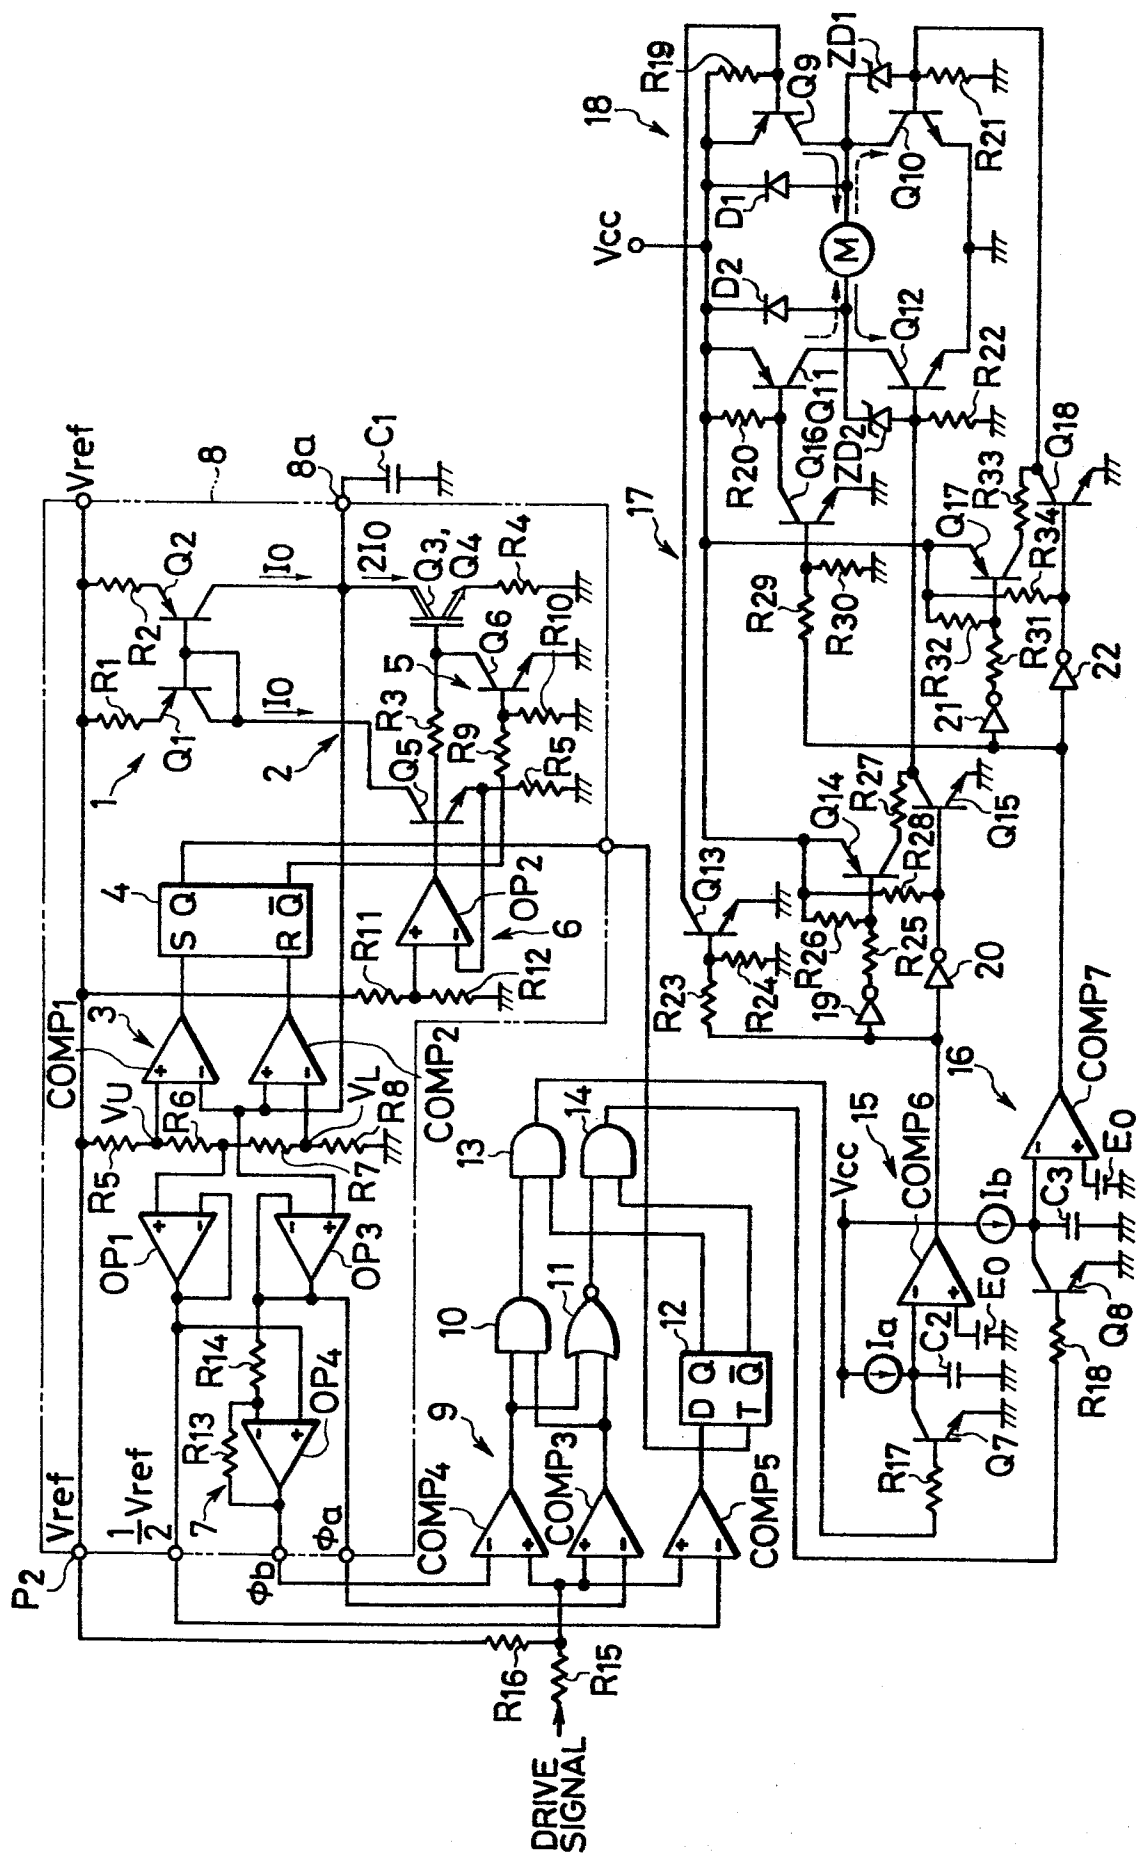 P2
Vref
1/2 Vref
φb
φa
7
R13
R14
OP4
OP1
OP3
R5
VU
R6
R7
VL
R8
COMP1
3
COMP2
4
S Q
R Q̅
R11
R12
OP2
6
1
R1
Q1
R2
Q2
I0
I0
2
2I0
Q5
R3
5
Q6
Q3,
Q4
R4
R9
R10
R5
Vref
8
8a
C1
DRIVE
SIGNAL
R16
R15
9
COMP4
COMP3
COMP5
10
11
12
D Q
T Q̅
13
14
R17
Q7
Ia
C2
E0
Vcc
15
COMP6
R18
Q8
Ib
C3
E0
16
COMP7
R23
R24
Q13
19
20
R25
R26
Q14
R27
R28
Q15
17
R29
R30
Q16
21
22
R31
R32
Q17
R33
R34
Q18
18
Vcc
R19
Q9
ZD1
D1
D2
M
Q10
R21
R20
Q11
Q12
ZD2
R22